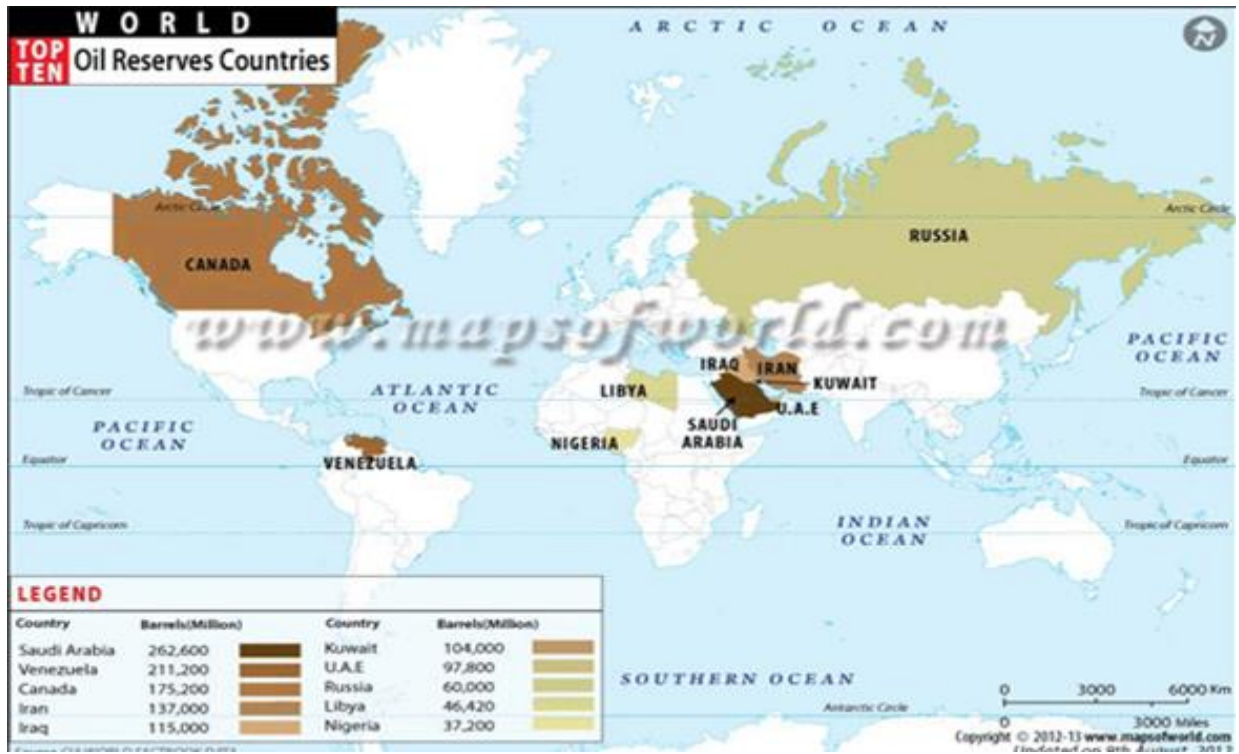 WORLD
TOP TEN Oil Reserves Countries
ARCTIC OCEAN
N
Arctic Circle
Arctic Circle
RUSSIA
CANADA
www.mapsofworld.com
PACIFIC
OCEAN
IRAQ
IRAN
KUWAIT
Tropic of Cancer
ATLANTIC
OCEAN
LIBYA
Tropic of Cancer
U.A.E
PACIFIC
OCEAN
SAUDI
ARABIA
NIGERIA
VENEZUELA
Equator
Equator
Tropic of Capricorn
INDIAN
OCEAN
Tropic of Capricorn
LEGEND
Country Barrels(Million) Country Barrels(Million)
Saudi Arabia 262,600 Kuwait 104,000
Venezuela 211,200 U.A.E 97,800
Canada 175,200 Russia 60,000
Iran 137,000 Libya 46,420
Iraq 115,000 Nigeria 37,200
SOUTHERN OCEAN
Antarctic Circle
0 3000 6000 Km
0 3000 Miles
Copyright © 2012-13 www.mapsofworld.com
Updated on 8th August, 2012